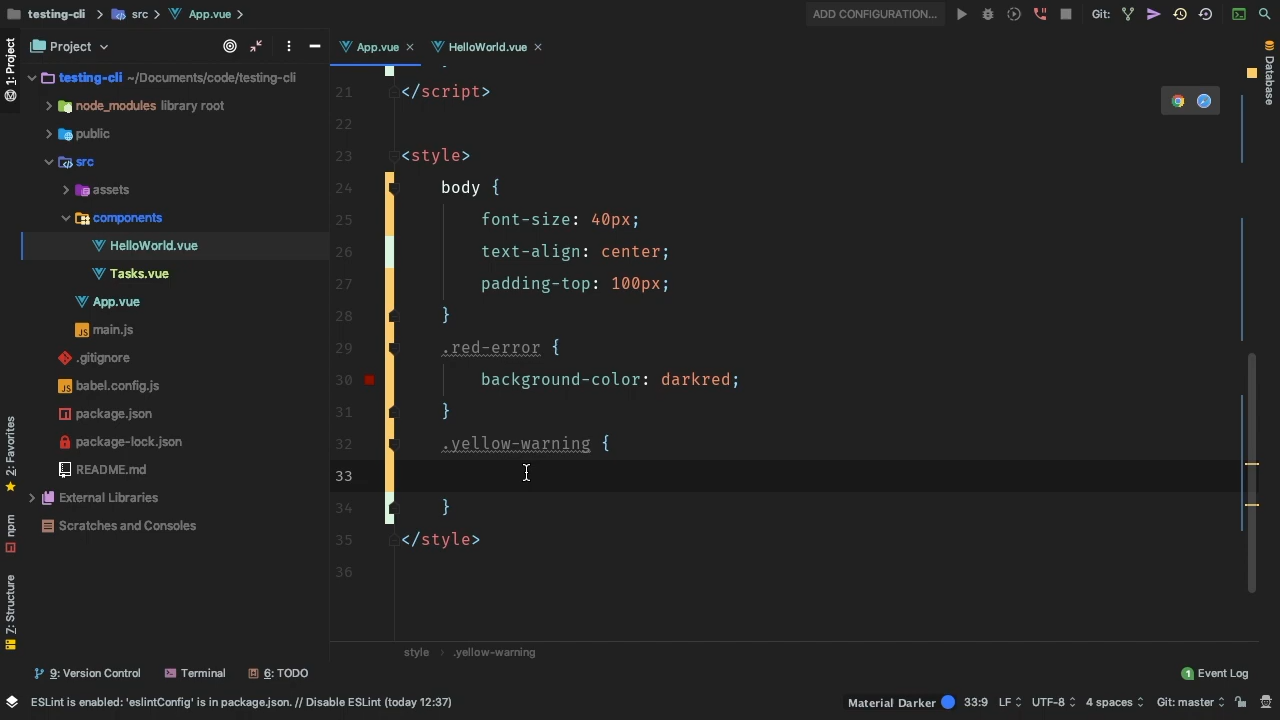 testing-cli > src > App.vue >
ADD CONFIGURATION...
Git:
1: Project
Project
App.vue
HelloWorld.vue
Database
testing-cli ~/Documents/code/testing-cli
node_modules library root
public
src
assets
components
HelloWorld.vue
Tasks.vue
App.vue
main.js
.gitignore
babel.config.js
package.json
package-lock.json
README.md
External Libraries
Scratches and Consoles
2: Favorites
npm
7: Structure
21 </script>
22
23 <style>
24 body {
25 font-size: 40px;
26 text-align: center;
27 padding-top: 100px;
28 }
29 .red-error {
30 background-color: darkred;
31 }
32 .yellow-warning {
33
34 }
35 </style>
36
style > .yellow-warning
9: Version Control
Terminal
6: TODO
1 Event Log
ESLint is enabled: 'eslintConfig' is in package.json. // Disable ESLint (today 12:37)
Material Darker
33:9
LF
UTF-8
4 spaces
Git: master